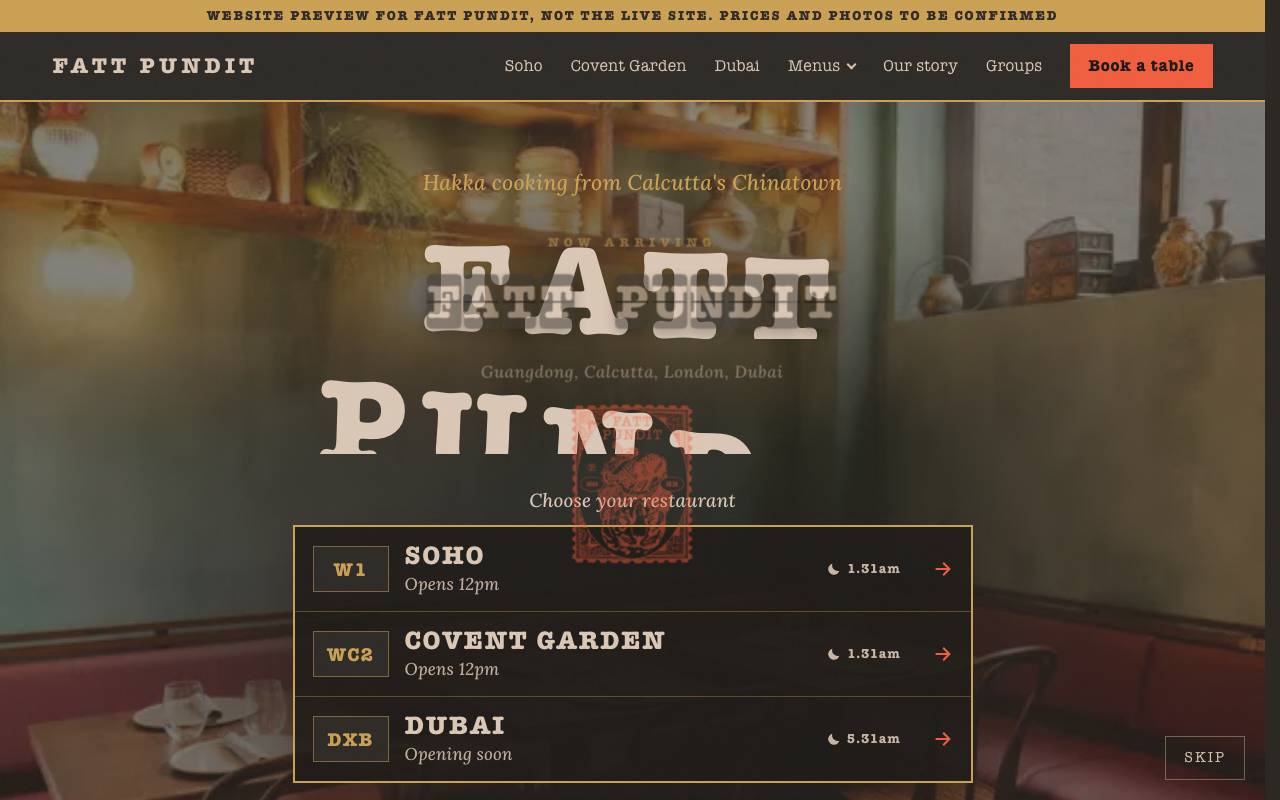 WEBSITE PREVIEW FOR FATT PUNDIT, NOT THE LIVE SITE. PRICES AND PHOTOS TO BE CONFIRMED
FATT PUNDIT
Soho Covent Garden Dubai Menus Our story Groups Book a table
Hakka cooking from Calcutta's Chinatown
NOW ARRIVING
FATT
FATT PUNDIT
Guangdong, Calcutta, London, Dubai
PUND
FATT
PUNDIT
Choose your restaurant
W1 SOHO
Opens 12pm
1.31am
WC2 COVENT GARDEN
Opens 12pm
1.31am
DXB DUBAI
Opening soon
5.31am
SKIP